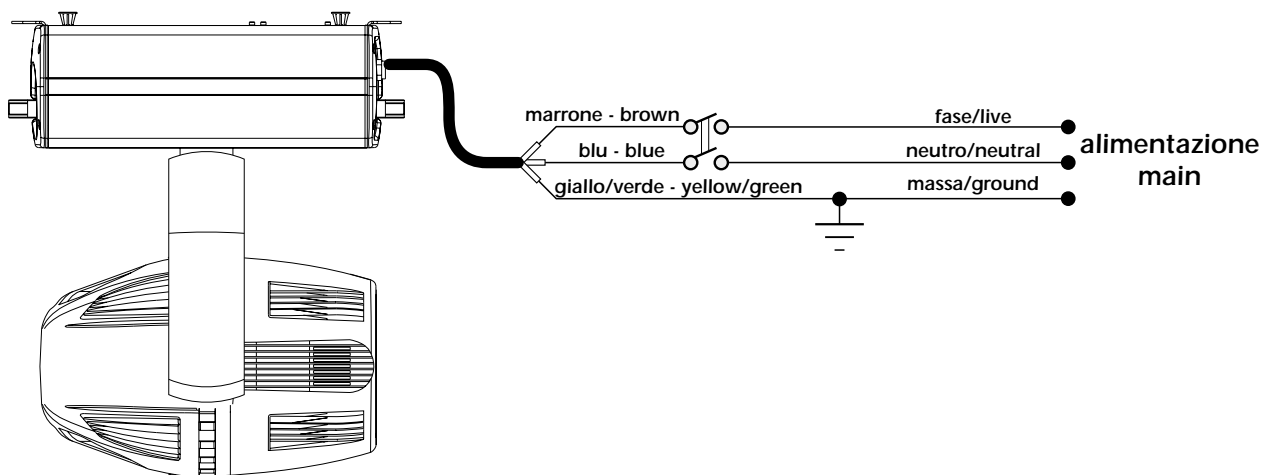 marrone - brown
fase/live
blu - blue
neutro/neutral
giallo/verde - yellow/green
massa/ground
alimentazione
main